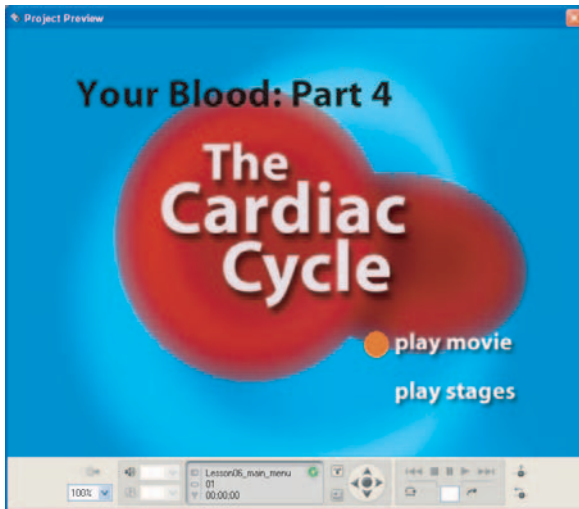 Project Preview
Your Blood: Part 4
The
Cardiac
Cycle
play movie
play stages
Lesson06_main_menu
01
100%
00:00:00